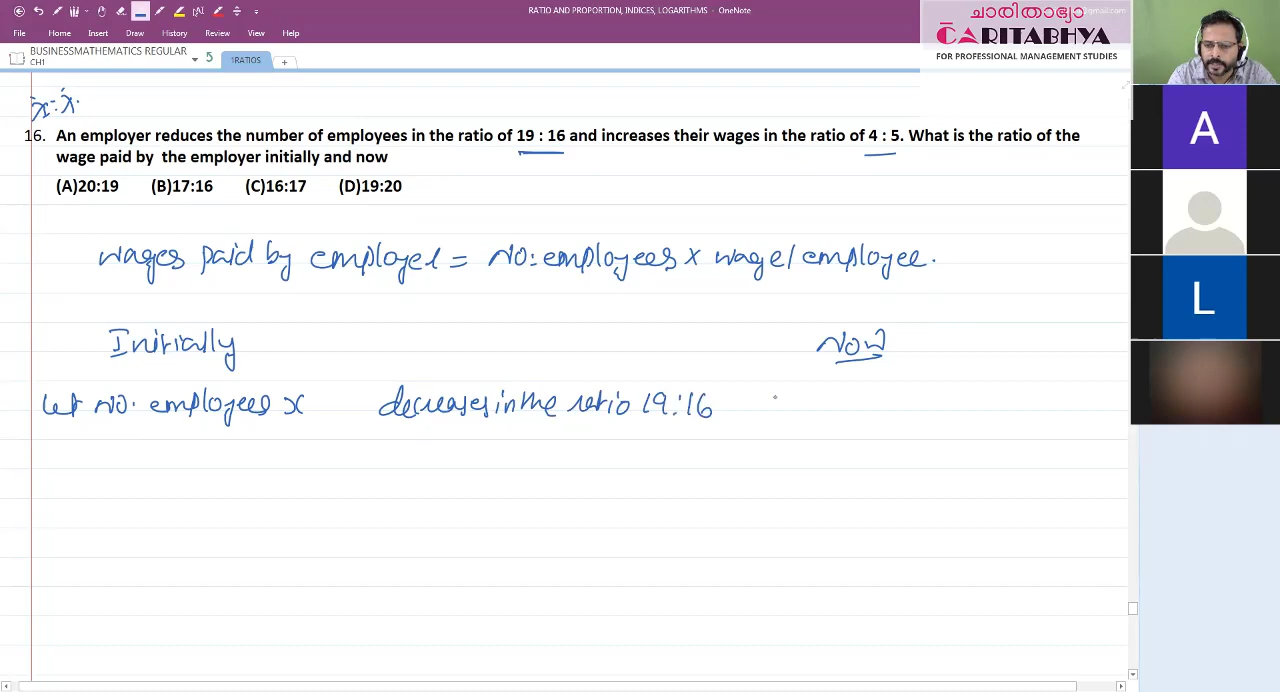 RATIO AND PROPORTION, INDICES, LOGARITHMS - OneNote
File Home Insert Draw History Review View Help
ചാരിതാഭ്യാ
CARITABHYA
FOR PROFESSIONAL MANAGEMENT STUDIES
BUSINESSMATHEMATICS REGULAR
CH1
1RATIOS
16. An employer reduces the number of employees in the ratio of 19 : 16 and increases their wages in the ratio of 4 : 5. What is the ratio of the
wage paid by the employer initially and now
(A)20:19 (B)17:16 (C)16:17 (D)19:20
wages paid by employer = No: employees x wage/employee.
Initially Now
Let No. employees x decreases in the ratio 19:16
A
L